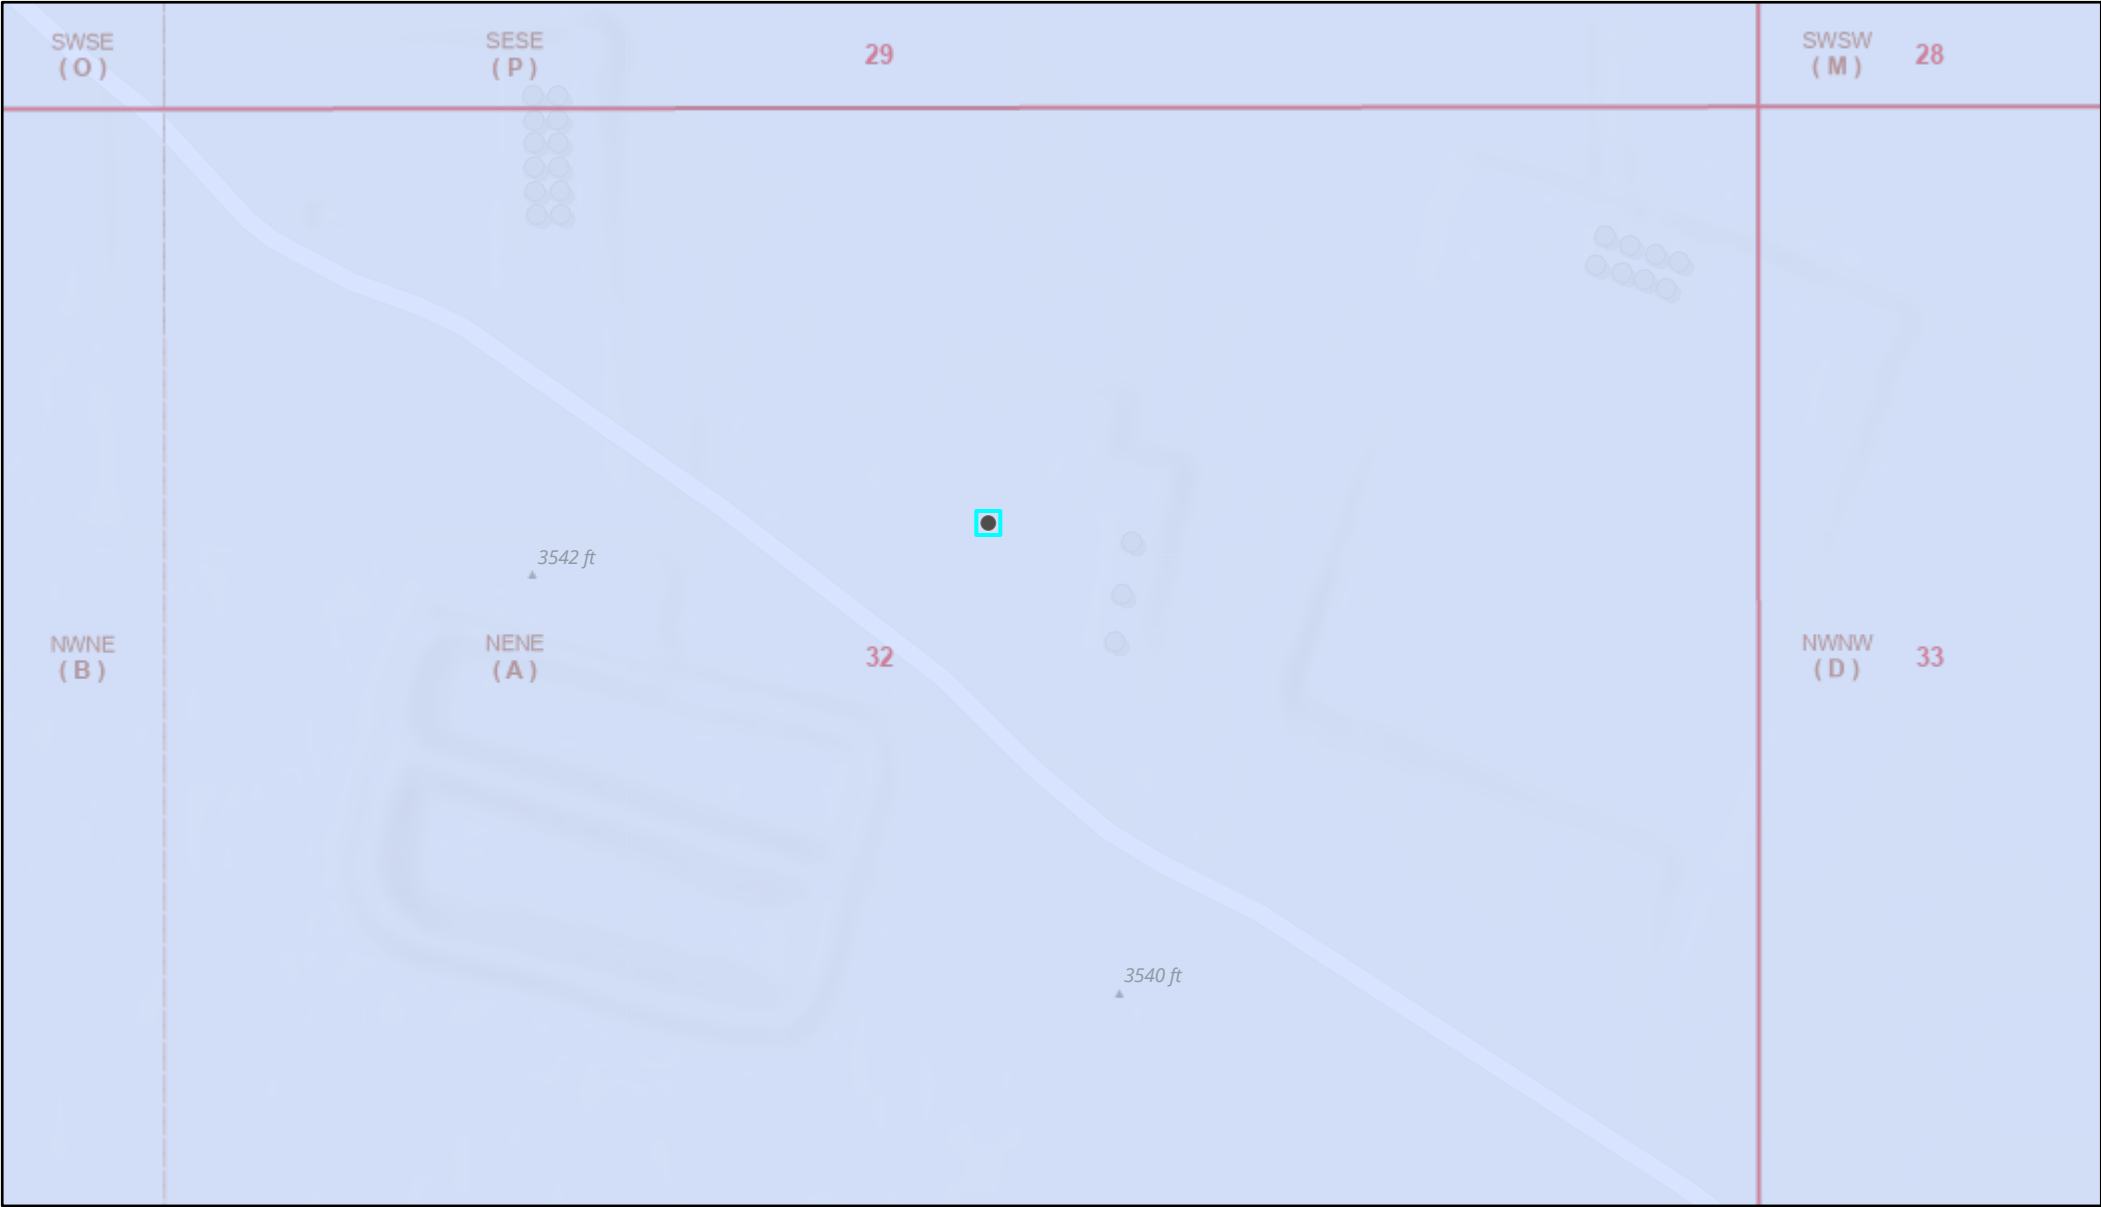 SWSE
( O )
SESE
( P )
29
SWSW
( M )
28
3542 ft
NWNE
( B )
NENE
( A )
32
NWNW
( D )
33
3540 ft